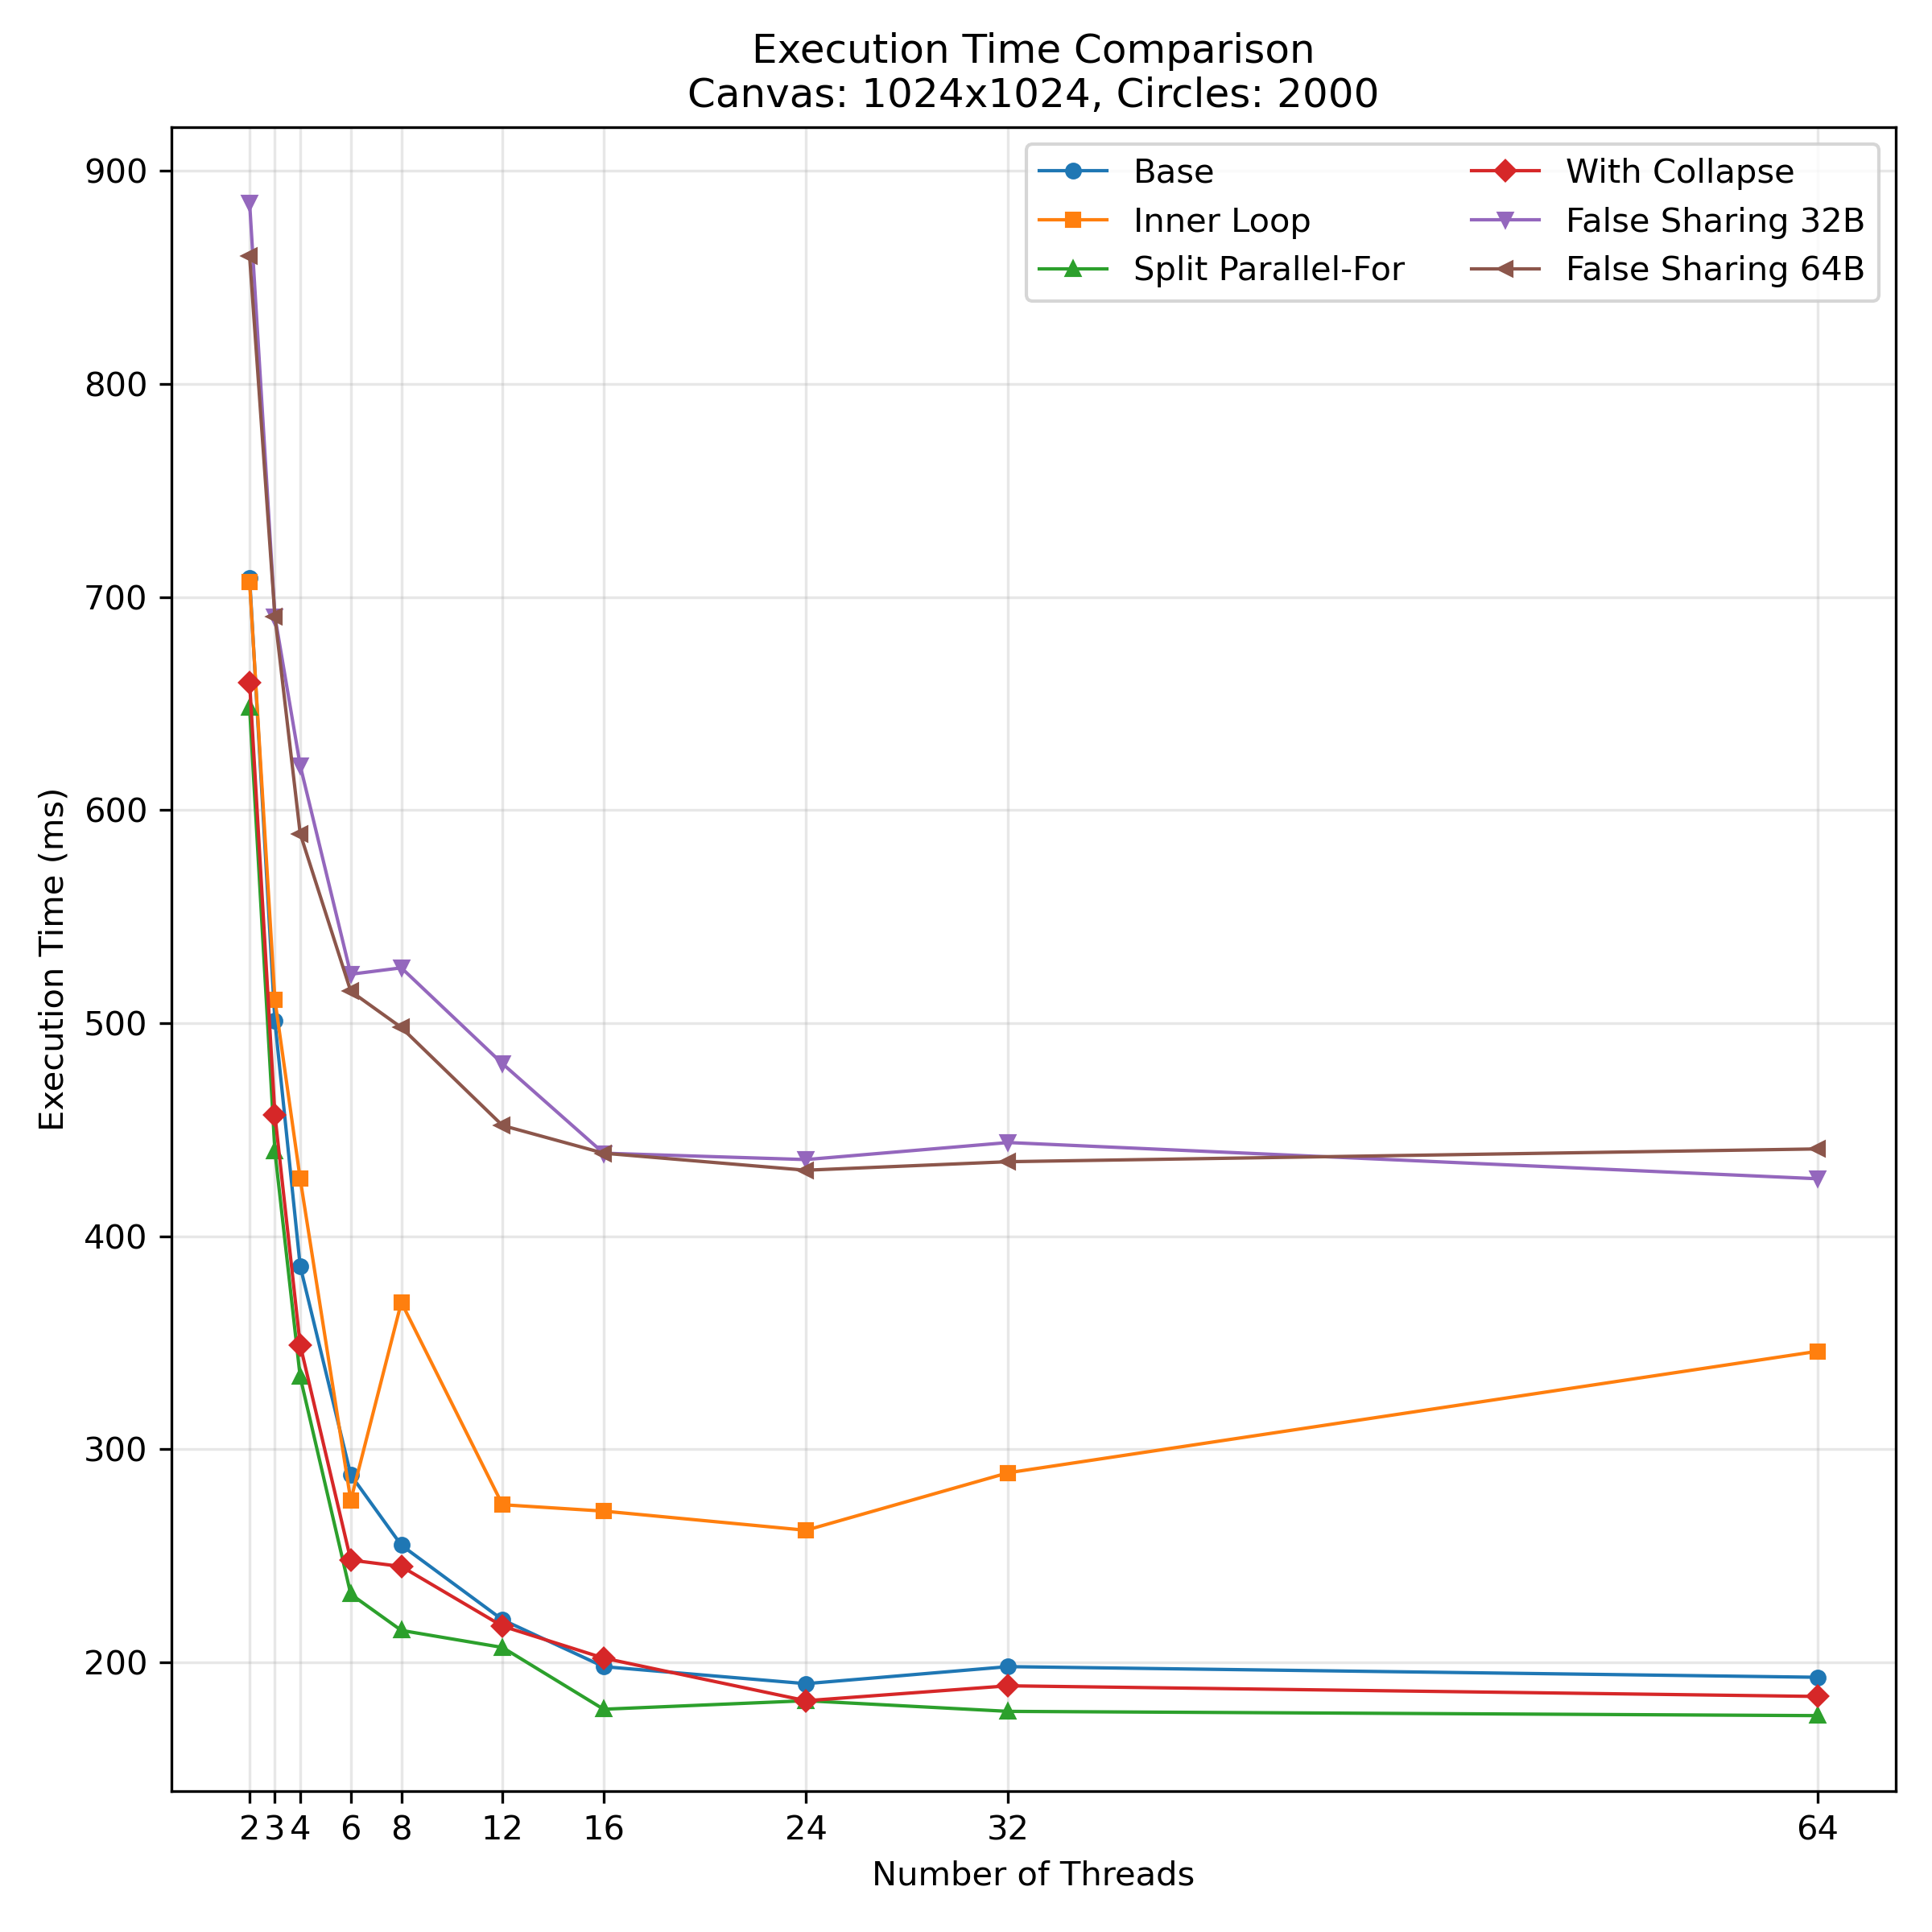 Execution Time Comparison
Canvas: 1024x1024, Circles: 2000
Base
Inner Loop
Split Parallel-For
With Collapse
False Sharing 32B
False Sharing 64B
Execution Time (ms)
900
800
700
600
500
400
300
200
2 3 4 6 8 12 16 24 32 64
Number of Threads